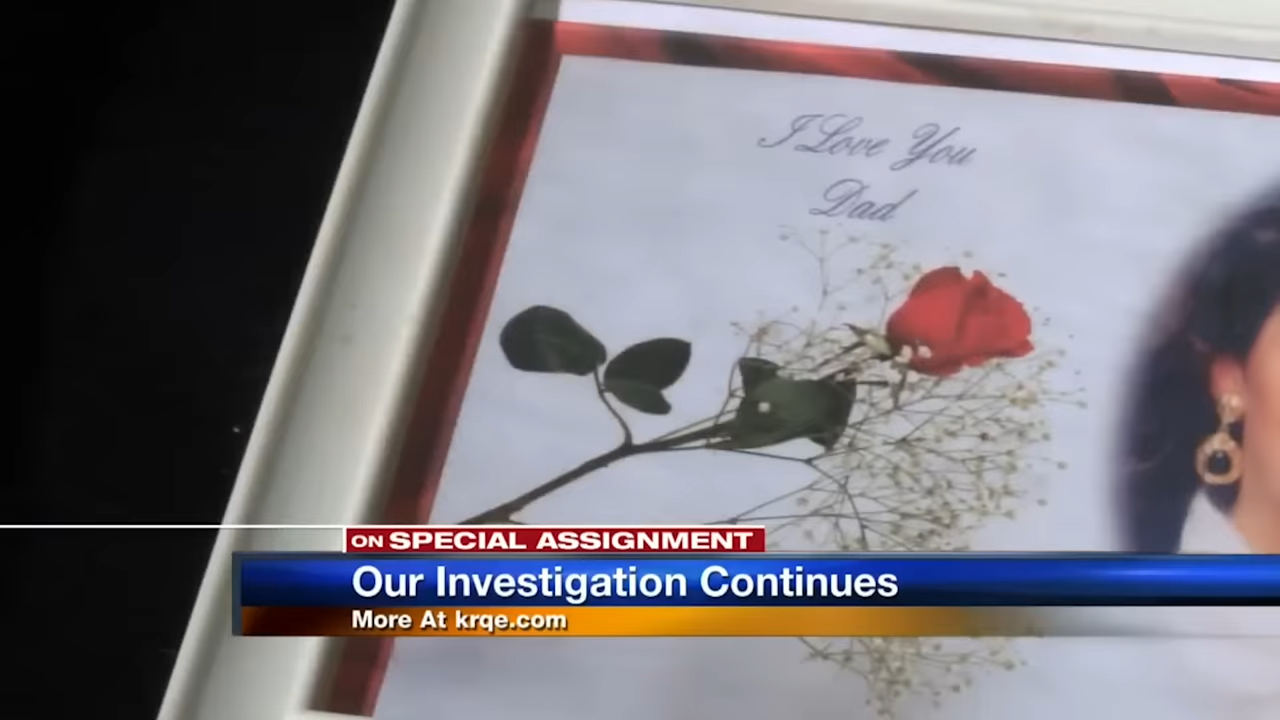 I Love You
Dad
ON SPECIAL ASSIGNMENT
Our Investigation Continues
More At krqe.com